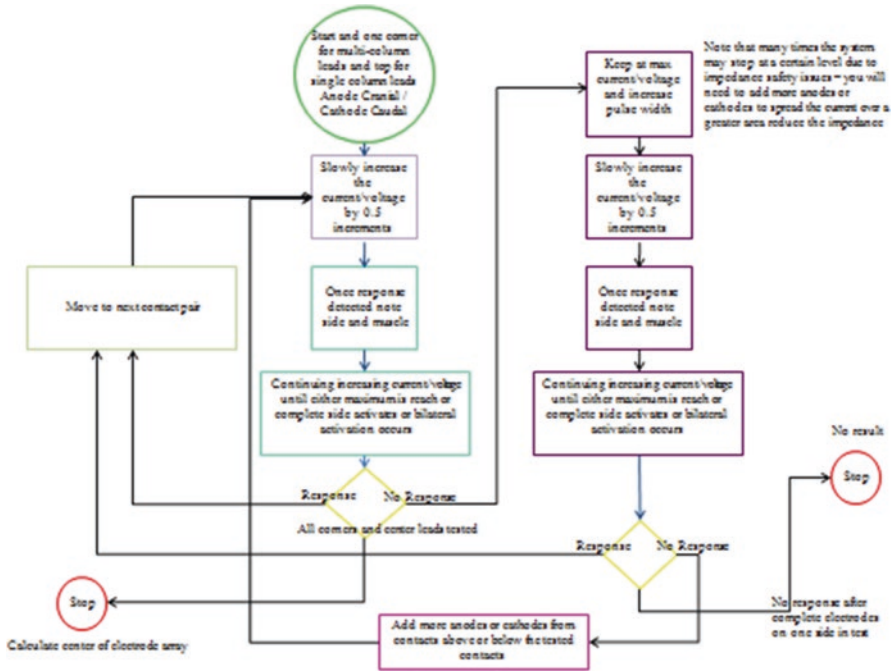 Start and one corner
for multi-column
leads and top for
single column leads
Anode Cranial /
Cathode Caudal
Slowly increase
the
current/voltage
by 0.5
increments
Once response
detected note
side and muscle
Continuing increasing current/voltage
until either maximum is reach or
complete side activates or bilateral
activation occurs
Response
No Response
All corners and center leads tested
Move to next contact pair
Stop
Calculate center of electrode array
Keep at max
current/voltage
and increase
pulse width
Note that many times the system
may stop at a certain level due to
impedance safety issues – you will
need to add more anodes or
cathodes to spread the current over a
greater area reduce the impedance
Slowly increase
the
current/voltage
by 0.5
increments
Once response
detected note
side and muscle
Continuing increasing current/voltage
until either maximum is reach or
complete side activates or bilateral
activation occurs
Response
No Response
No result
Stop
No response after
complete electrodes
on one side in test
Add more anodes or cathodes from
contacts above or below the tested
contacts